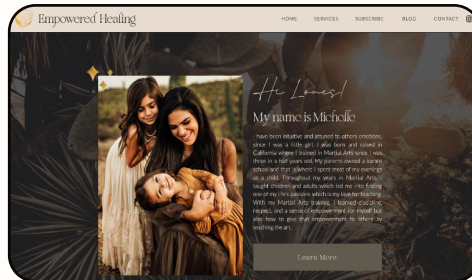 Empowered Healing
HOME SERVICES SUBSCRIBE BLOG CONTACT
Hi Loves!
My name is Michelle
I have been intuitive and attuned to others emotions,
since I was a little girl. I was born and raised in
California where I trained in Martial Arts since I was
three in a half years old. My parents owned a karate
school and that is where I spent most of my evenings
as a child. Throughout my years in Martial Arts, I
taught children and adults which led me into finding
one of my life's passions which is my love for teaching.
With my Martial Arts training, I learned discipline,
respect, and a sense of empowerment for myself but
also how to give that empowerment to others by
teaching the art.
Learn More